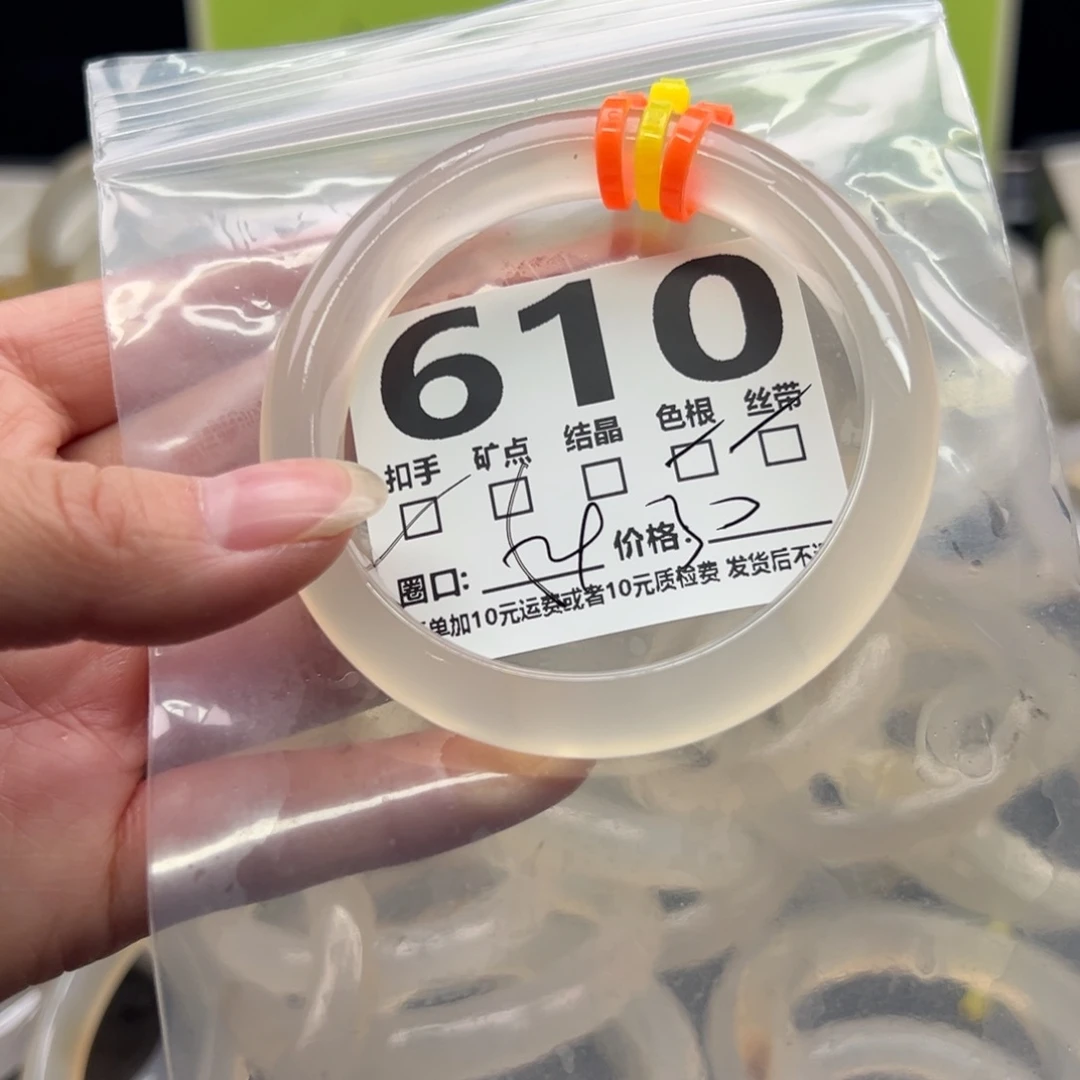 610
扣手 矿点 结晶 色根 丝带
圈口: 价格:
单加10元运费或者10元质检费 发货后不